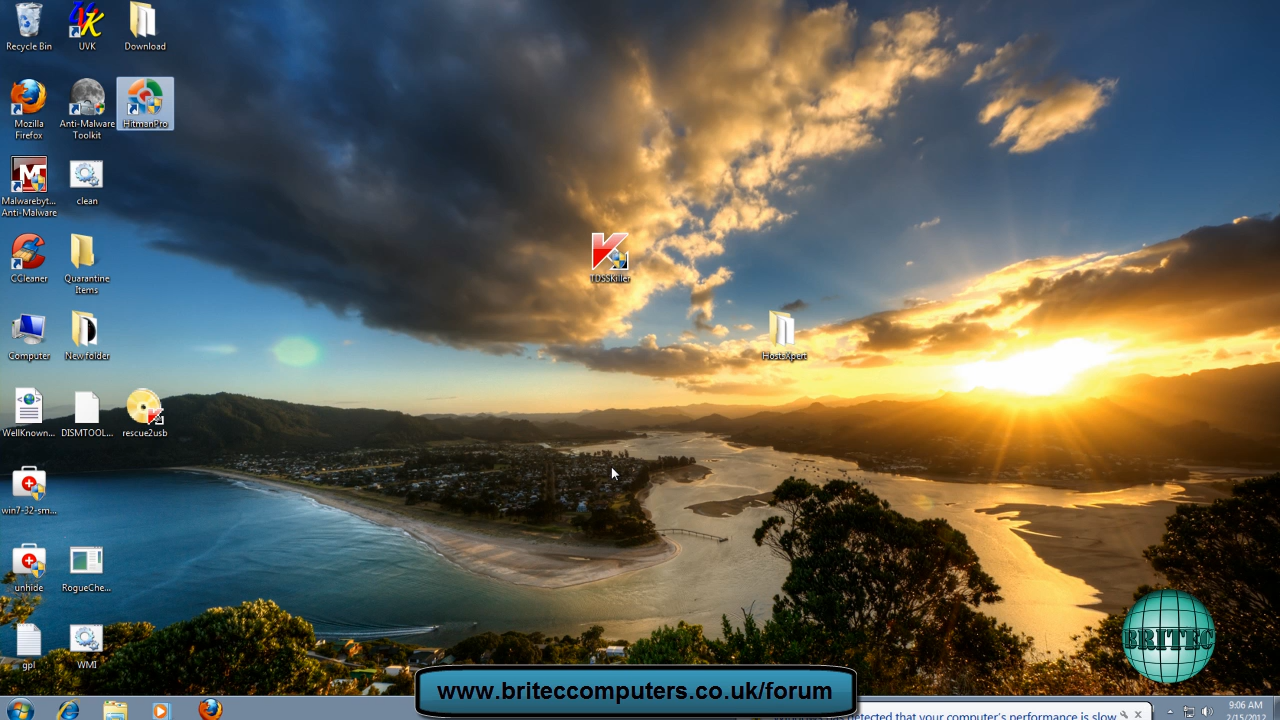 Recycle Bin
UVK
Download
Mozilla
Firefox
Anti-Malware
Toolkit
HitmanPro
Malwarebyt...
Anti-Malware
clean
CCleaner
Quarantine
Items
Computer
New folder
WellKnown...
DISMTOOL...
rescue2usb
win7-32-sm...
unhide
RogueChe...
gpl
WMI
TDSSKiller
HostsXpert
BRITEC
www.briteccomputers.co.uk/forum
detected that your computer's performance is slow
9:06 AM
2/15/2012